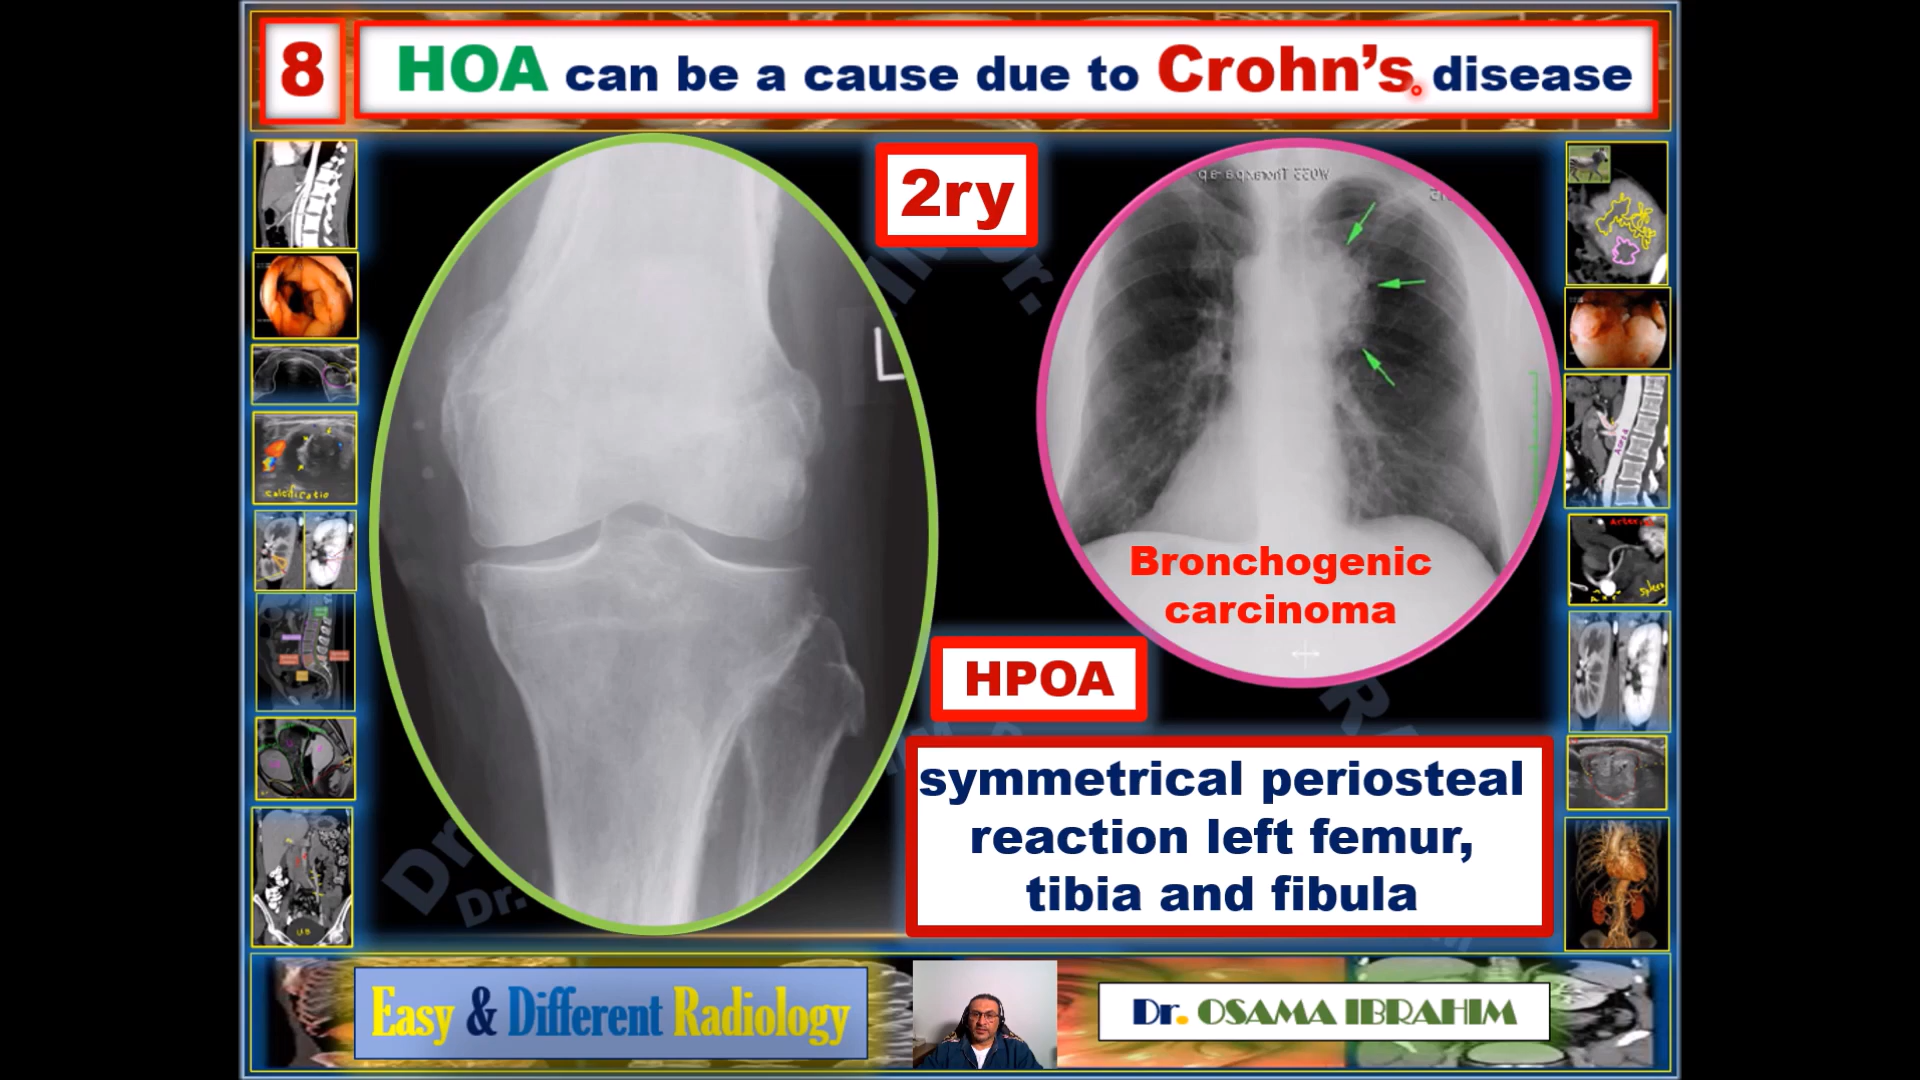 8
HOA can be a cause due to Crohn's disease
2ry
L
Bronchogenic
carcinoma
HPOA
symmetrical periosteal
reaction left femur,
tibia and fibula
Easy & Different Radiology
Dr. OSAMA IBRAHIM